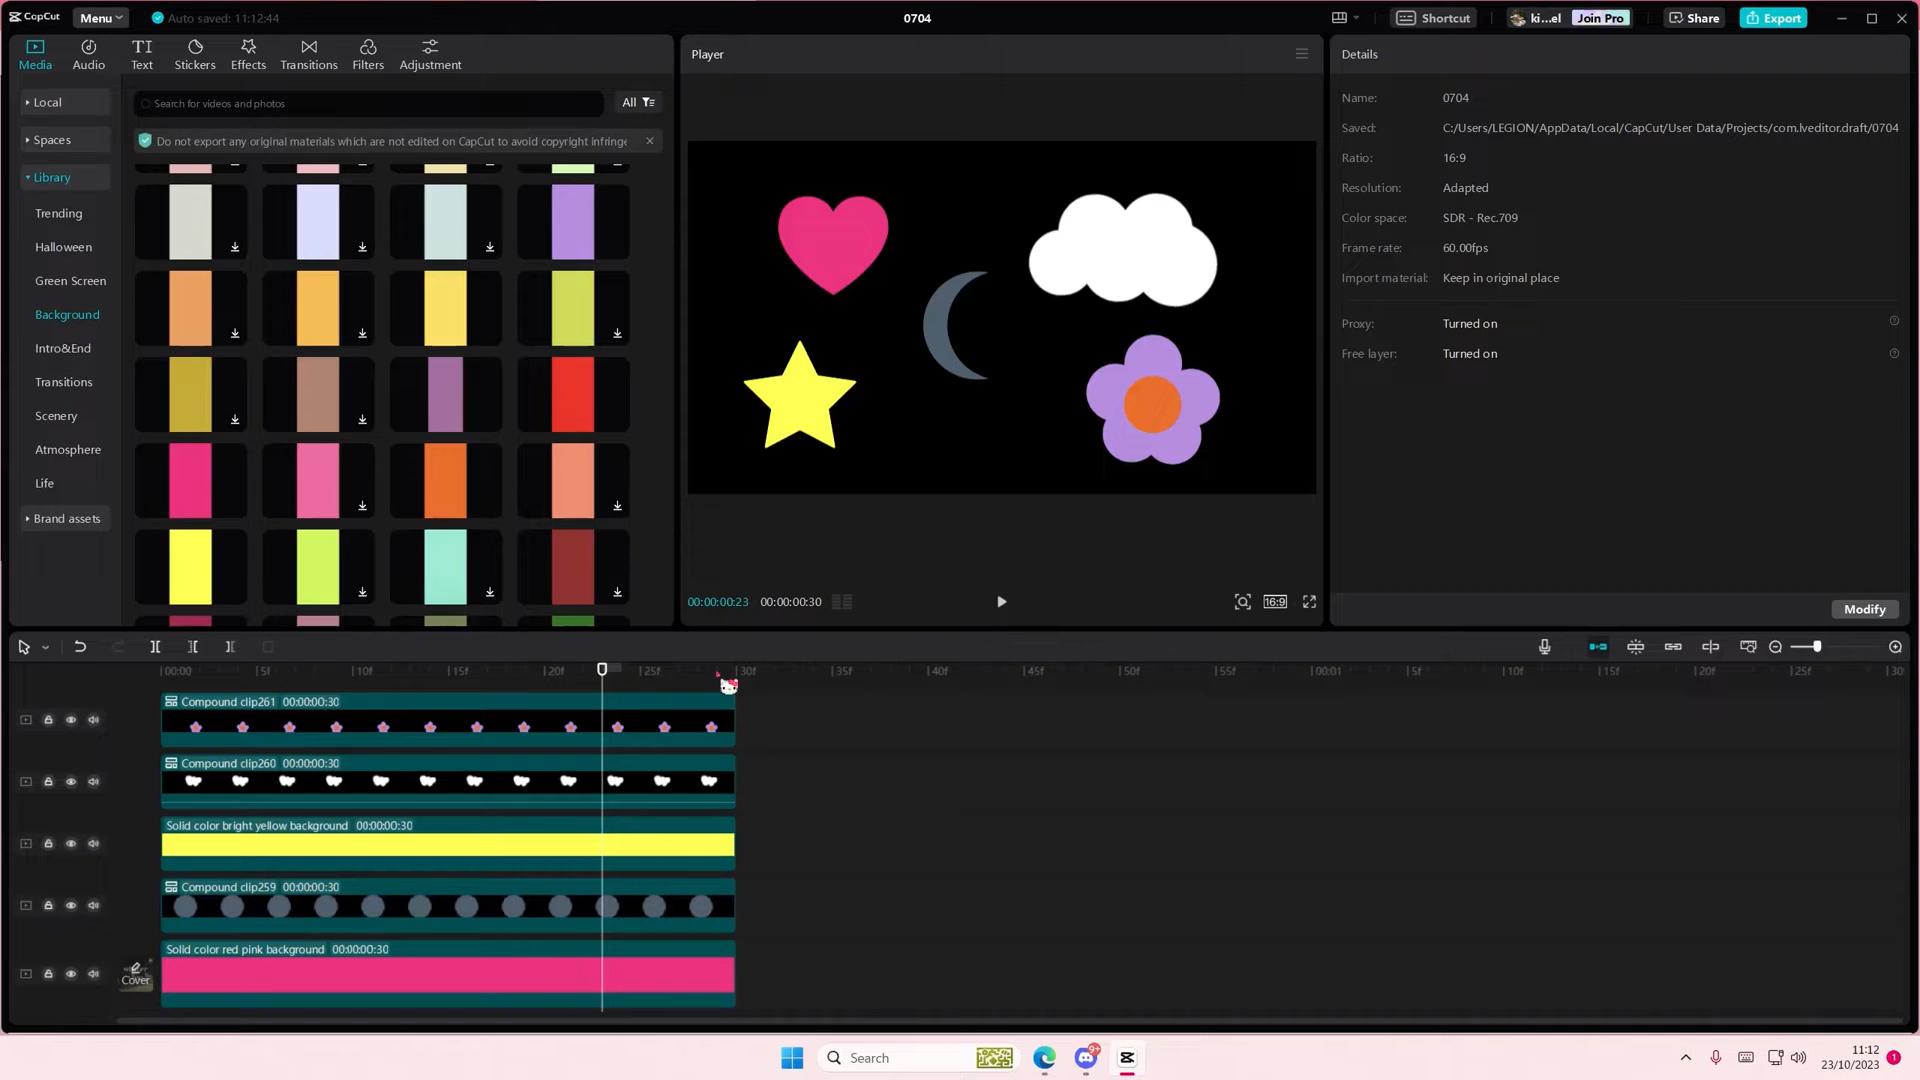 CapCut
Menu
Auto saved: 11:12:44
0704
Shortcut
ki...el
Join Pro
Share
Export
Media
Audio
TI
Text
Stickers
Effects
Transitions
Filters
Adjustment
Player
Details
Local
Search for videos and photos
All
Spaces
Do not export any original materials which are not edited on CapCut to avoid copyright infringe
Library
Trending
Halloween
Green Screen
Background
Intro&End
Transitions
Scenery
Atmosphere
Life
Brand assets
Name: 0704
Saved: C:/Users/LEGION/AppData/Local/CapCut/User Data/Projects/com.lveditor.draft/0704
Ratio: 16:9
Resolution: Adapted
Color space: SDR - Rec.709
Frame rate: 60.00fps
Import material: Keep in original place
Proxy: Turned on
Free layer: Turned on
00:00:00:23 00:00:00:30
16:9
Modify
00:00 5f 10f 15f 20f 25f 30f 35f 40f 45f 50f 55f 00:01 5f 10f 15f 20f 25f 30
Compound clip261 00:00:00:30
Compound clip260 00:00:00:30
Solid color bright yellow background 00:00:00:30
Compound clip259 00:00:00:30
Solid color red pink background 00:00:00:30
Cover
Search
9+
11:12
23/10/2023
1